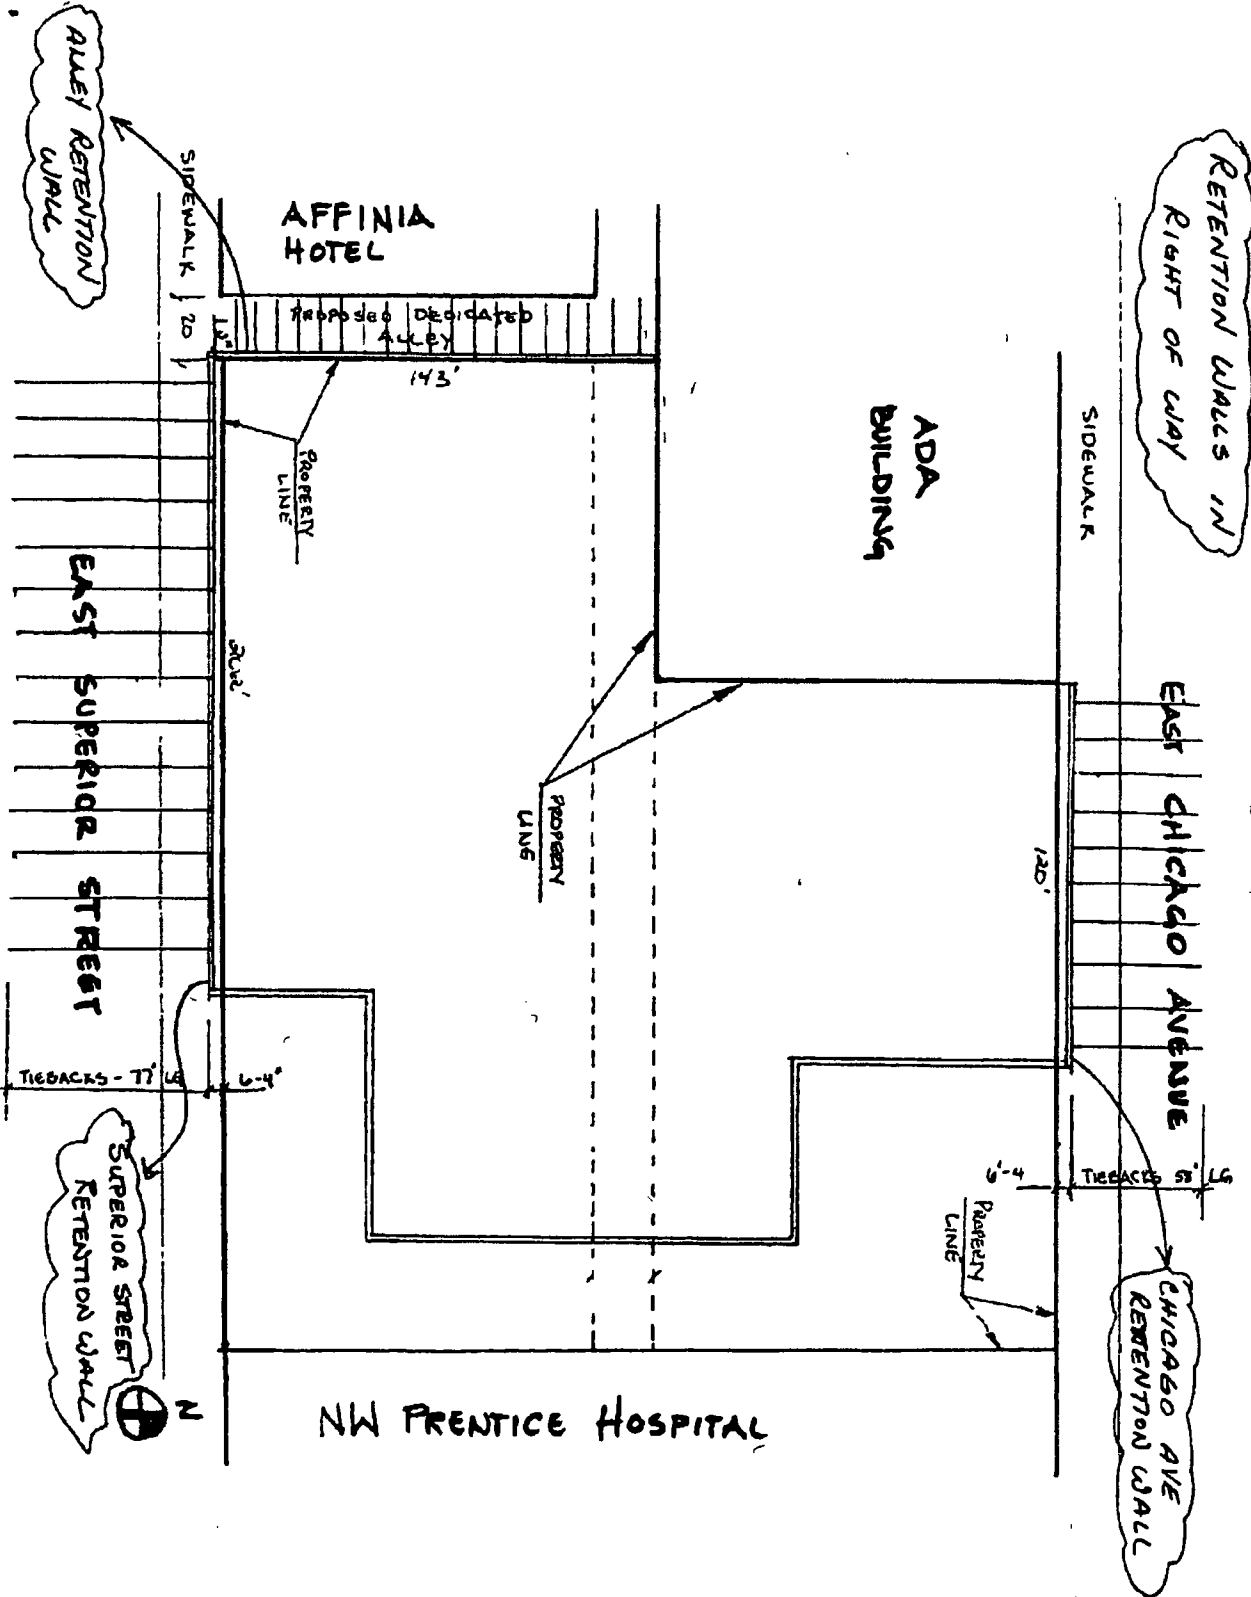 RETENTION WALLS IN
RIGHT OF WAY
ALLEY RETENTION
WALL
SIDEWALK
20
AFFINIA
HOTEL
PROPOSED DEDICATED
ALLEY
143'
PROPERTY
LINE
ADA
BUILDING
SIDEWALK
EAST CHICAGO AVENUE
120'
EAST SUPERIOR STREET
PROPERTY
LINE
TIEBACKS - 77' LG
6-4"
6'-4
TIEBACKS 55' LG
PROPERTY
LINE
SUPERIOR STREET
RETENTION WALL
CHICAGO AVE
RETENTION WALL
N
NW PRENTICE HOSPITAL